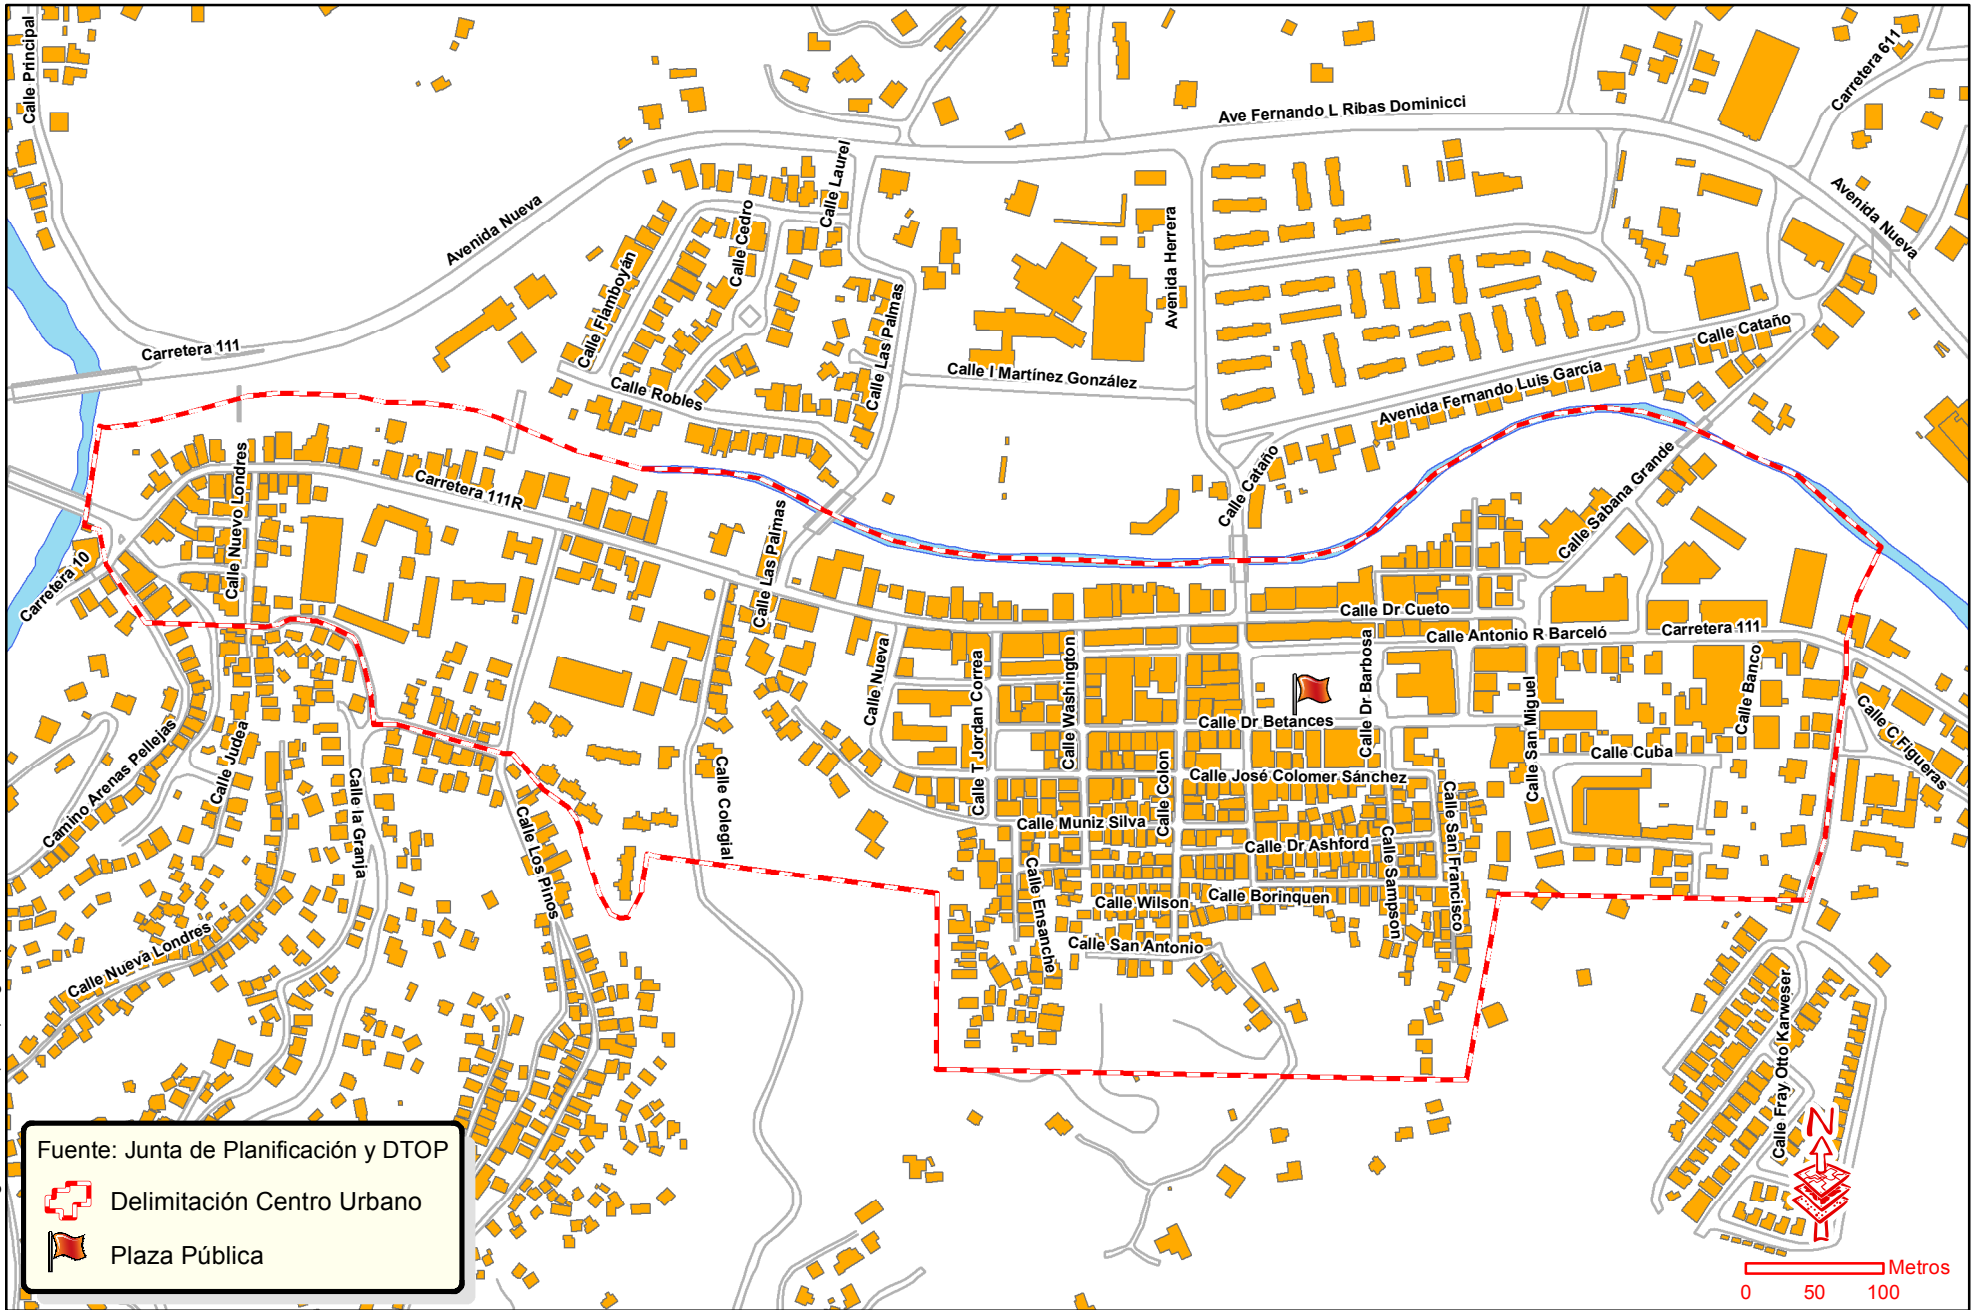 Calle Principal
Carretera 611
Ave Fernando L Ribas Dominicci
Avenida Nueva
Calle Laurel
Calle Cedro
Avenida Nueva
Avenida Herrera
Calle Flamboyán
Calle Las Palmas
Carretera 111
Calle Cataño
Calle I Martínez González
Calle Robles
Avenida Fernando Luis García
Calle Nuevo Londres
Carretera 111R
Calle Cataño
Calle Sabana Grande
Calle Las Palmas
Carretera 10
Calle Dr Cueto
Calle Antonio R Barceló
Carretera 111
Calle Nueva
Calle T Jordan Correa
Calle Washington
Calle Dr Barbosa
Calle San Miguel
Calle Banco
Calle Dr Betances
Calle C Figueras
Calle Cuba
Camino Arenas Pellejas
Calle Judea
Calle la Granja
Calle Colegial
Calle Colon
Calle José Colomer Sánchez
Calle Los Pinos
Calle Muniz Silva
Calle Dr Ashford
Calle Sampson
Calle San Francisco
Calle Ensanche
Calle Wilson
Calle Borinquen
Calle San Antonio
Calle Nueva Londres
Calle Fray Otto Karweser
N
Fuente: Junta de Planificación y DTOP
Delimitación Centro Urbano
Plaza Pública
Metros
0 50 100